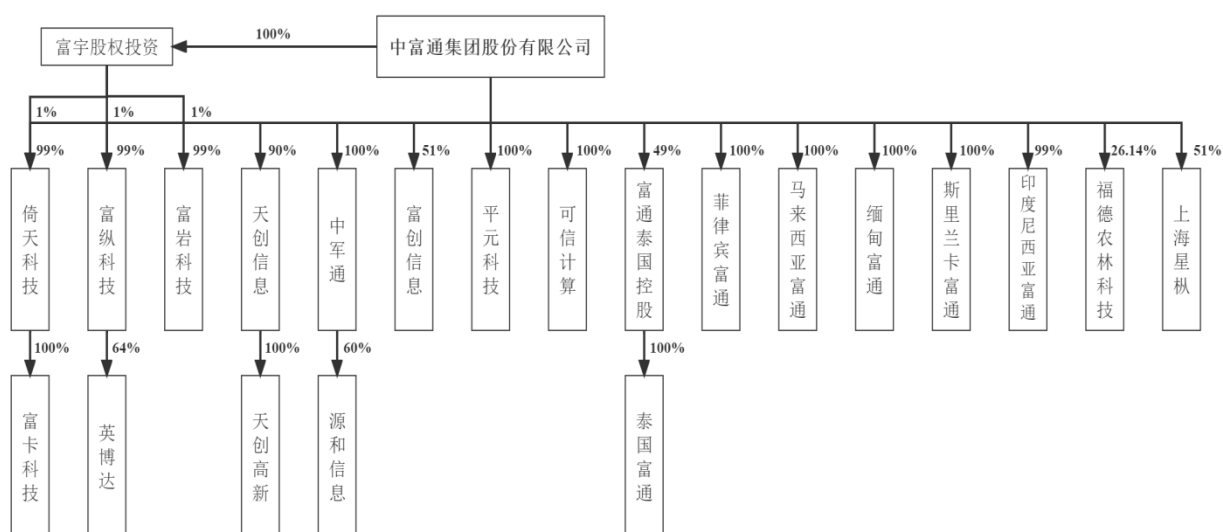 富宇股权投资
100%
中富通集团股份有限公司
1%
1%
1%
99%
99%
99%
90%
100%
51%
100%
100%
49%
100%
100%
100%
100%
99%
26.14%
51%
倚天科技
富纵科技
富岩科技
天创信息
中军通
富创信息
平元科技
可信计算
富通泰国控股
菲律宾富通
马来西亚富通
缅甸富通
斯里兰卡富通
印度尼西亚富通
福德农林科技
上海星枞
100%
64%
100%
60%
100%
富卡科技
英博达
天创高新
源和信息
泰国富通